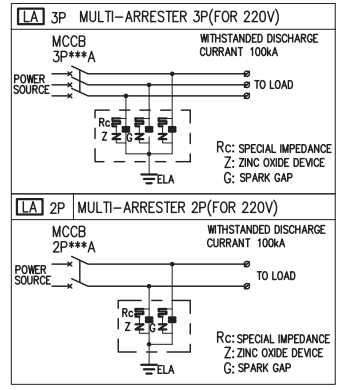 LA 3P MULTI-ARRESTER 3P(FOR 220V)
MCCB
3P***A
WITHSTANDED DISCHARGE
CURRANT 100kA
POWER
SOURCE
TO LOAD
Rc
Z G
ELA
Rc: SPECIAL IMPEDANCE
Z: ZINC OXIDE DEVICE
G: SPARK GAP
LA 2P MULTI-ARRESTER 2P(FOR 220V)
MCCB
2P***A
WITHSTANDED DISCHARGE
CURRANT 100kA
POWER
SOURCE
TO LOAD
Rc
Z G
ELA
Rc: SPECIAL IMPEDANCE
Z: ZINC OXIDE DEVICE
G: SPARK GAP